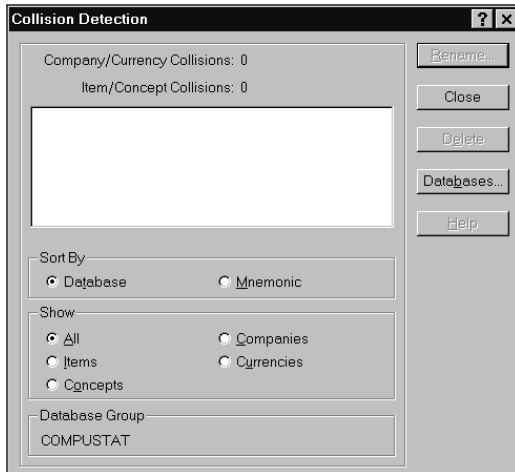 Collision Detection
Company/Currency Collisions: 0
Item/Concept Collisions: 0
Rename...
Close
Delete
Databases...
Help
Sort By
Database
Mnemonic
Show
All
Companies
Items
Currencies
Concepts
Database Group
COMPUSTAT